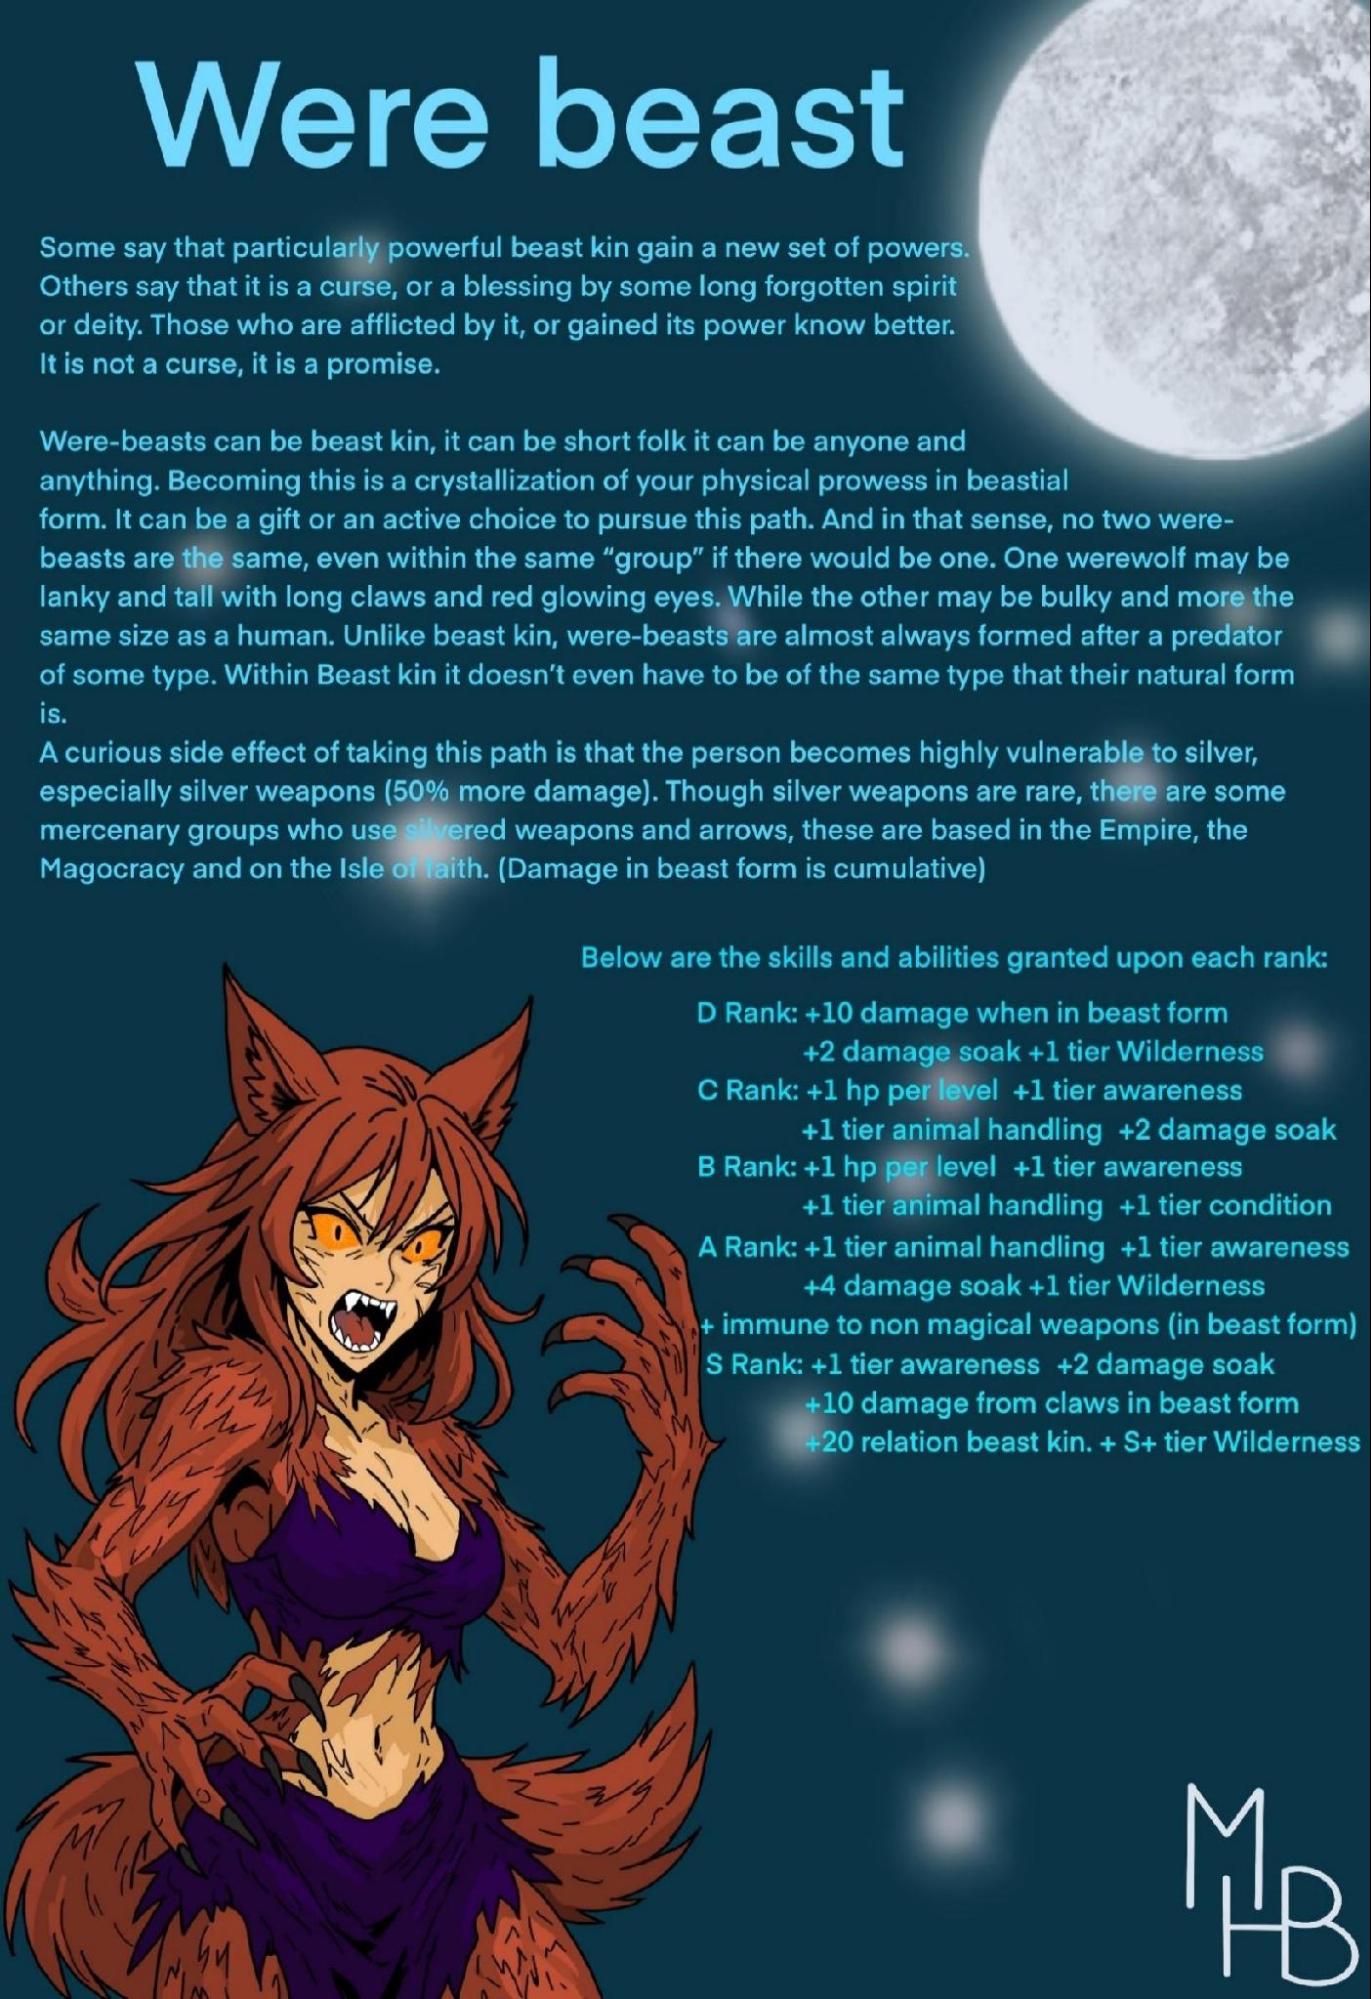 Were beast
Some say that particularly powerful beast kin gain a new set of powers.
Others say that it is a curse, or a blessing by some long forgotten spirit
or deity. Those who are afflicted by it, or gained its power know better.
It is not a curse, it is a promise.
Were-beasts can be beast kin, it can be short folk it can be anyone and
anything. Becoming this is a crystallization of your physical prowess in beastial
form. It can be a gift or an active choice to pursue this path. And in that sense, no two were-
beasts are the same, even within the same “group” if there would be one. One werewolf may be
lanky and tall with long claws and red glowing eyes. While the other may be bulky and more the
same size as a human. Unlike beast kin, were-beasts are almost always formed after a predator
of some type. Within Beast kin it doesn’t even have to be of the same type that their natural form
is.
A curious side effect of taking this path is that the person becomes highly vulnerable to silver,
especially silver weapons (50% more damage). Though silver weapons are rare, there are some
mercenary groups who use silvered weapons and arrows, these are based in the Empire, the
Magocracy and on the Isle of faith. (Damage in beast form is cumulative)
Below are the skills and abilities granted upon each rank:
D Rank: +10 damage when in beast form
+2 damage soak +1 tier Wilderness
C Rank: +1 hp per level +1 tier awareness
+1 tier animal handling +2 damage soak
B Rank: +1 hp per level +1 tier awareness
+1 tier animal handling +1 tier condition
A Rank: +1 tier animal handling +1 tier awareness
+4 damage soak +1 tier Wilderness
+ immune to non magical weapons (in beast form)
S Rank: +1 tier awareness +2 damage soak
+10 damage from claws in beast form
+20 relation beast kin. + S+ tier Wilderness
MHB